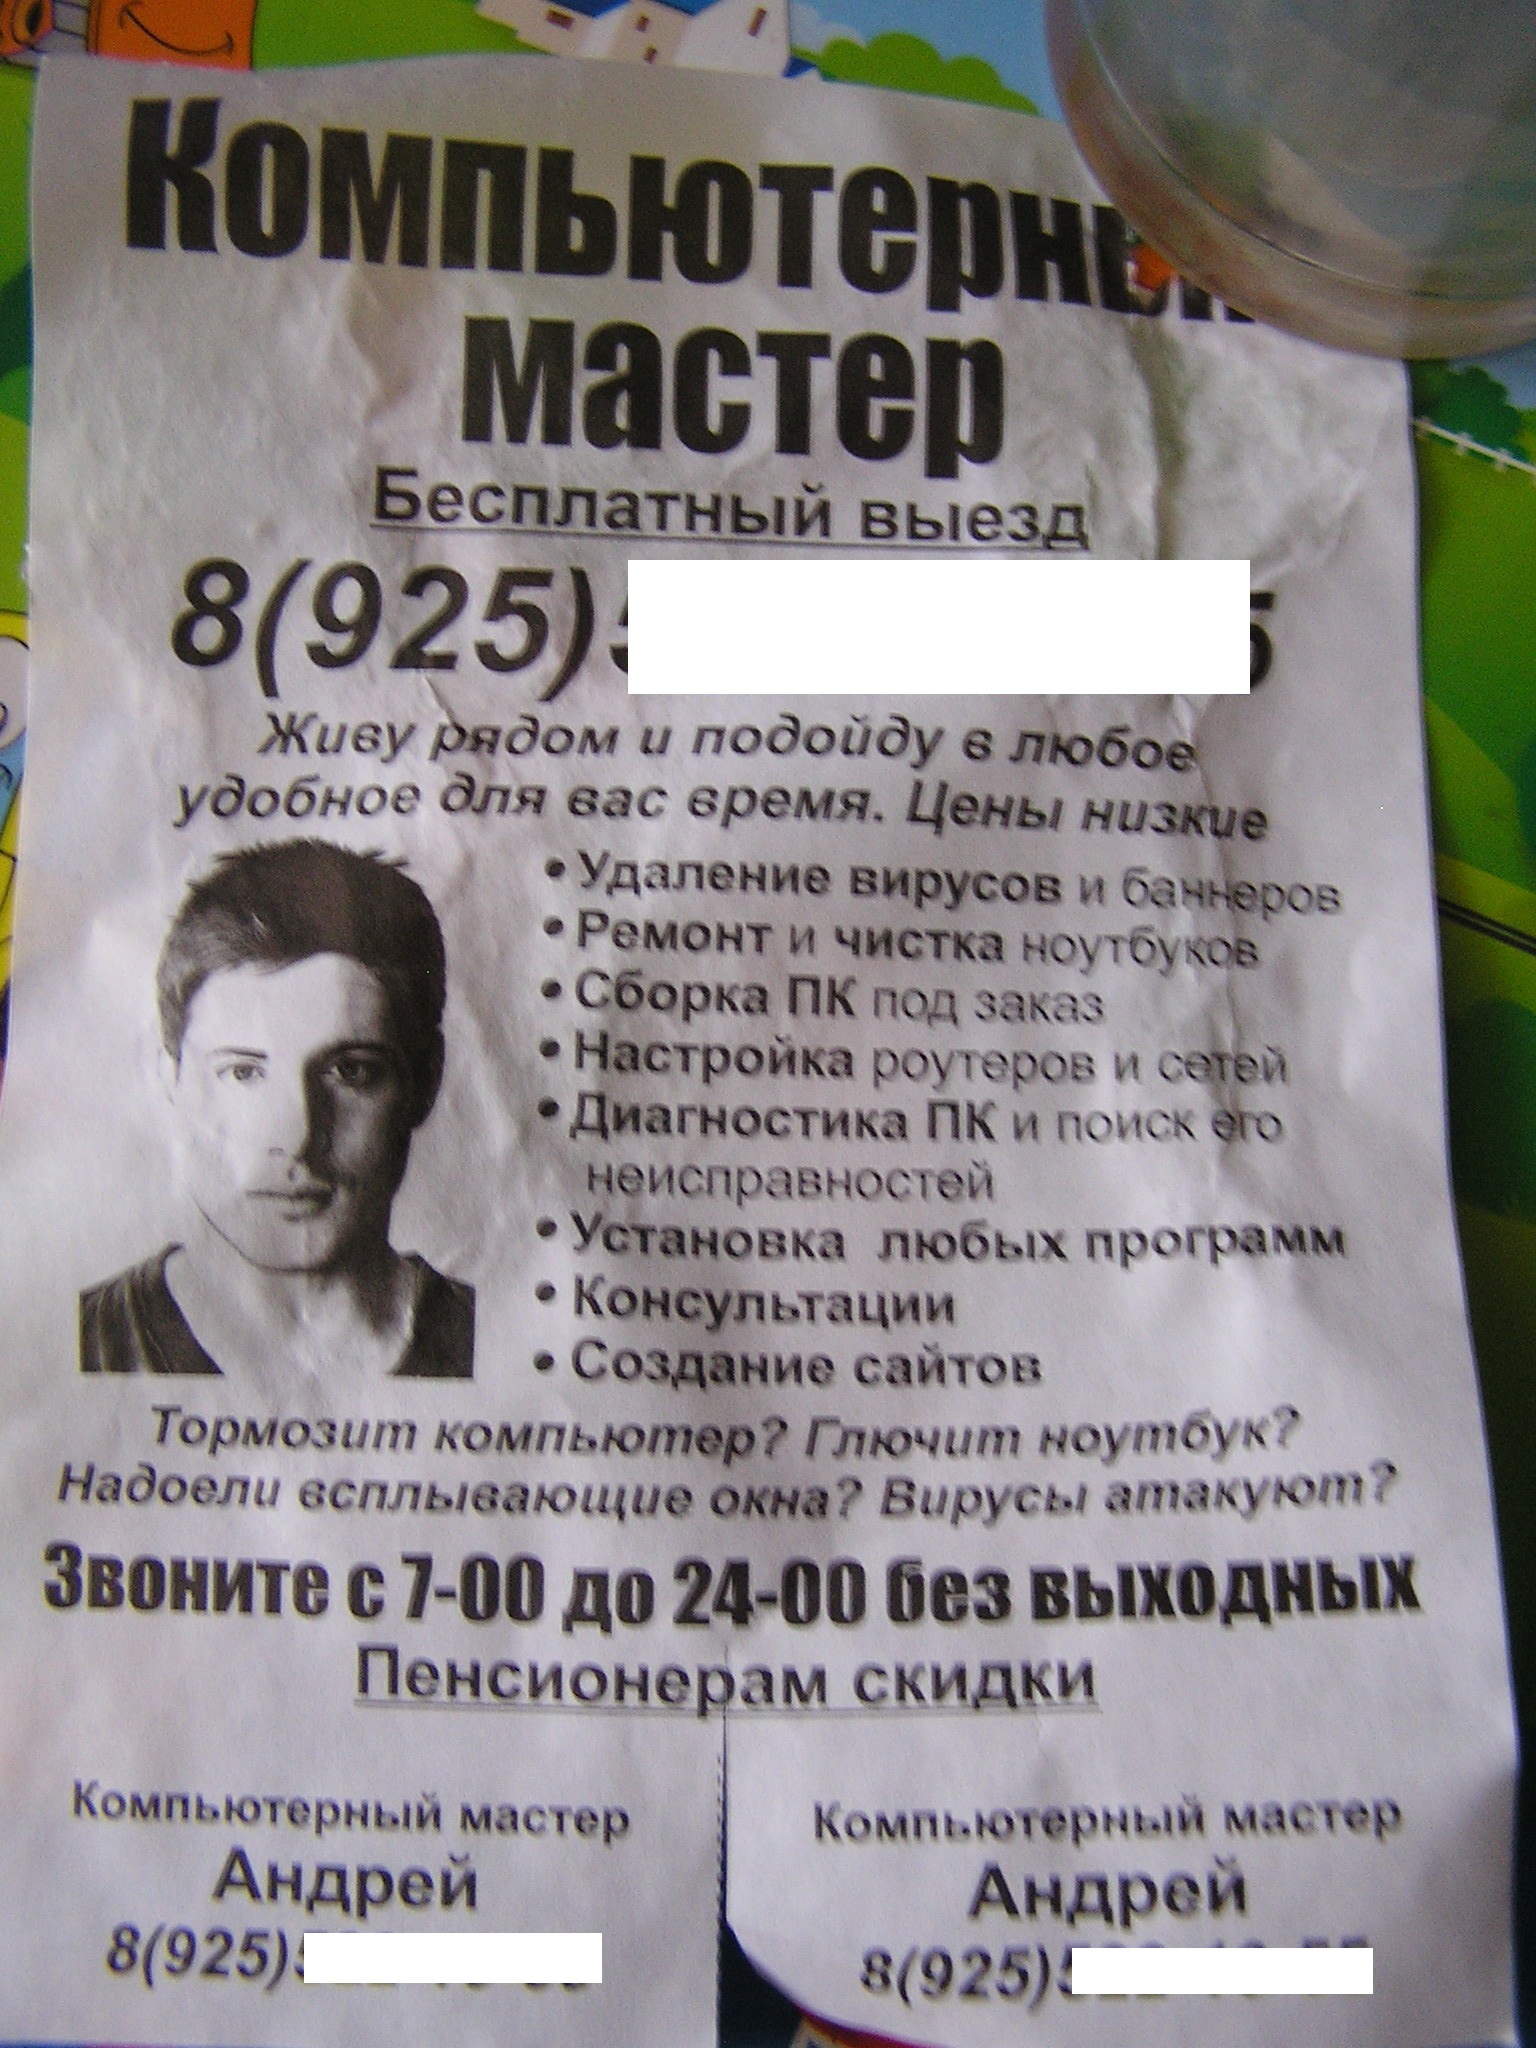 Компьютерный
мастер
Бесплатный выезд
8(925)
Живу рядом и подойду в любое
удобное для вас время. Цены низкие
• Удаление вирусов и баннеров
• Ремонт и чистка ноутбуков
• Сборка ПК под заказ
• Настройка роутеров и сетей
• Диагностика ПК и поиск его
неисправностей
• Установка любых программ
• Консультации
• Создание сайтов
Тормозит компьютер? Глючит ноутбук?
Надоели всплывающие окна? Вирусы атакуют?
Звоните с 7-00 до 24-00 без выходных
Пенсионерам скидки
Компьютерный мастер
Андрей
8(925)
Компьютерный мастер
Андрей
8(925)